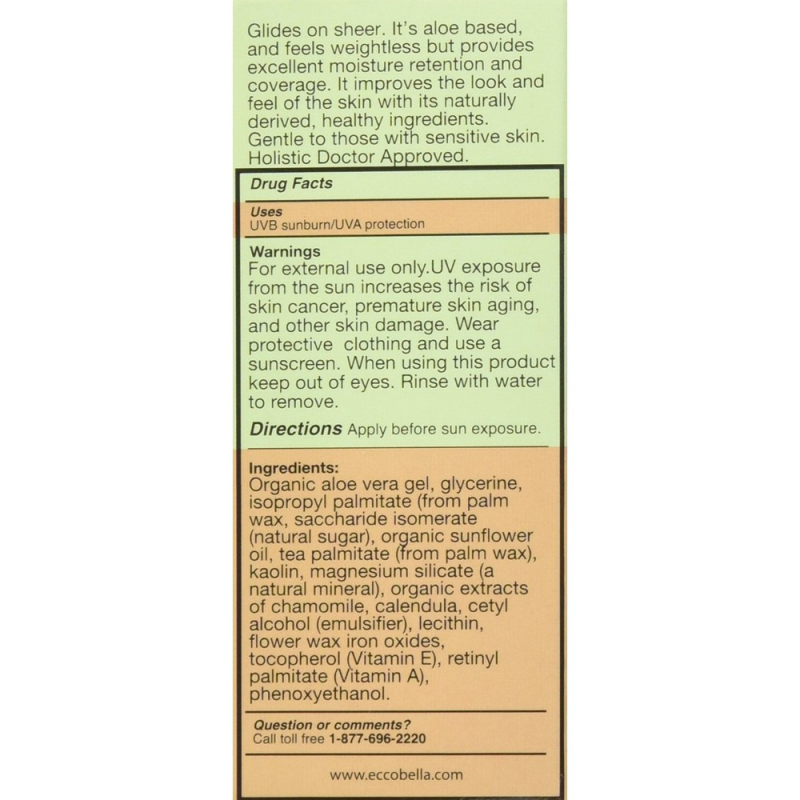 Glides on sheer. It's aloe based,
and feels weightless but provides
excellent moisture retention and
coverage. It improves the look and
feel of the skin with its naturally
derived, healthy ingredients.
Gentle to those with sensitive skin.
Holistic Doctor Approved.
Drug Facts
Uses
UVB sunburn/UVA protection
Warnings
For external use only.UV exposure
from the sun increases the risk of
skin cancer, premature skin aging,
and other skin damage. Wear
protective clothing and use a
sunscreen. When using this product
keep out of eyes. Rinse with water
to remove.
Directions Apply before sun exposure.
Ingredients:
Organic aloe vera gel, glycerine,
isopropyl palmitate (from palm
wax, saccharide isomerate
(natural sugar), organic sunflower
oil, tea palmitate (from palm wax),
kaolin, magnesium silicate (a
natural mineral), organic extracts
of chamomile, calendula, cetyl
alcohol (emulsifier), lecithin,
flower wax iron oxides,
tocopherol (Vitamin E), retinyl
palmitate (Vitamin A),
phenoxyethanol.
Question or comments?
Call toll free 1-877-696-2220
www.eccobella.com